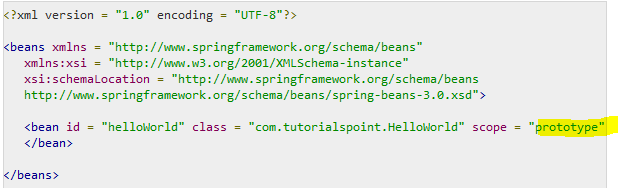 <?xml version = "1.0" encoding = "UTF-8"?>
<beans xmlns = "http://www.springframework.org/schema/beans"
xmlns:xsi = "http://www.w3.org/2001/XMLSchema-instance"
xsi:schemaLocation = "http://www.springframework.org/schema/beans
http://www.springframework.org/schema/beans/spring-beans-3.0.xsd">
<bean id = "helloWorld" class = "com.tutorialspoint.HelloWorld" scope = "prototype"
</bean>
</beans>